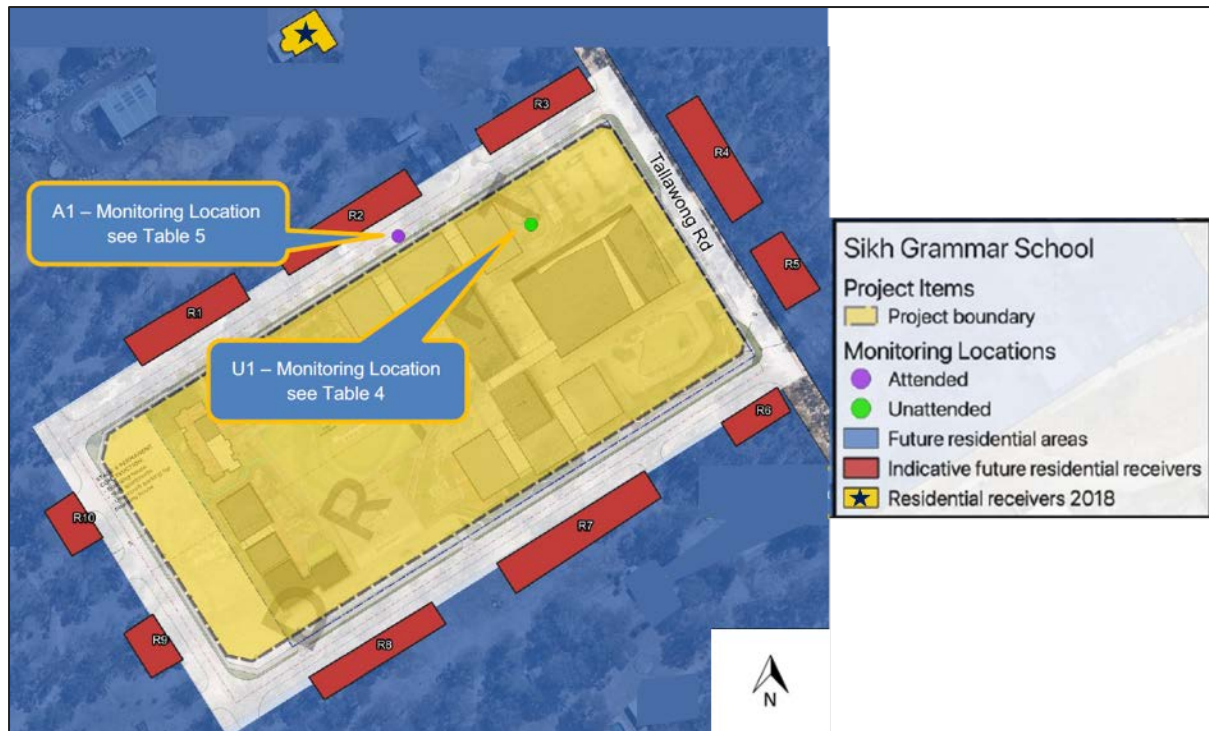 R3
R4
Tallawong Rd
A1 – Monitoring Location
see Table 5
R2
R5
R1
U1 – Monitoring Location
see Table 4
R6
R7
R10
R9
R8
DRAFT
N
Sikh Grammar School
Project Items
Project boundary
Monitoring Locations
Attended
Unattended
Future residential areas
Indicative future residential receivers
Residential receivers 2018